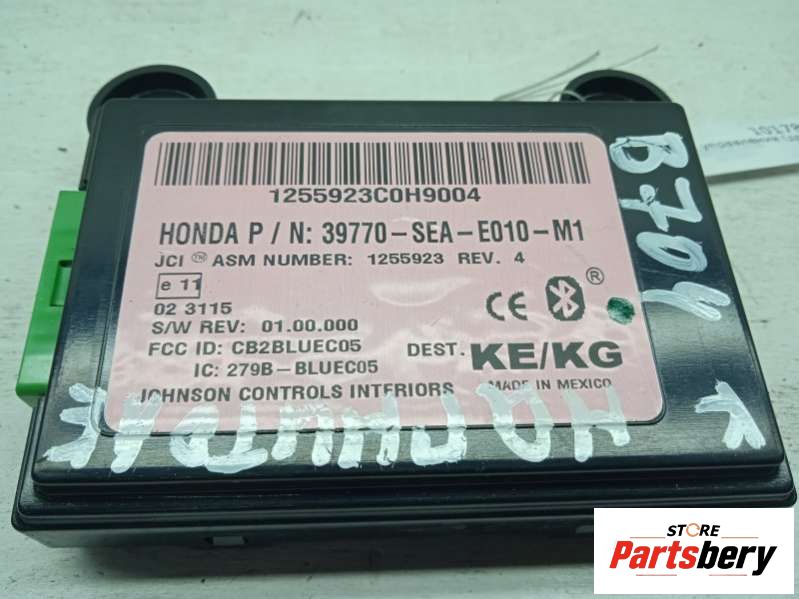 1255923C0H9004
HONDA P / N: 39770-SEA-E010-M1
JCI TM ASM NUMBER: 1255923 REV. 4
e 11
02 3115
S/W REV: 01.00.000
FCC ID: CB2BLUEC05
IC: 279B-BLUEC05
JOHNSON CONTROLS INTERIORS
CE
®
DEST. KE/KG
MADE IN MEXICO
B704
K
10178
STORE
Partsbery